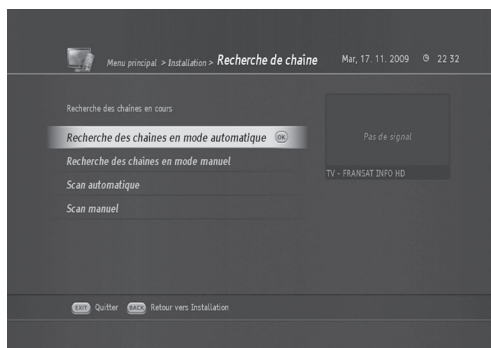 Menu principal > Installation > Recherche de chaîne Mar, 17. 11. 2009 22 32
Recherche des chaînes en cours
Recherche des chaînes en mode automatique OK
Recherche des chaînes en mode manuel
Scan automatique
Scan manuel
Pas de signal
TV - FRANSAT INFO HD
EXIT Quitter BACK Retour vers Installation